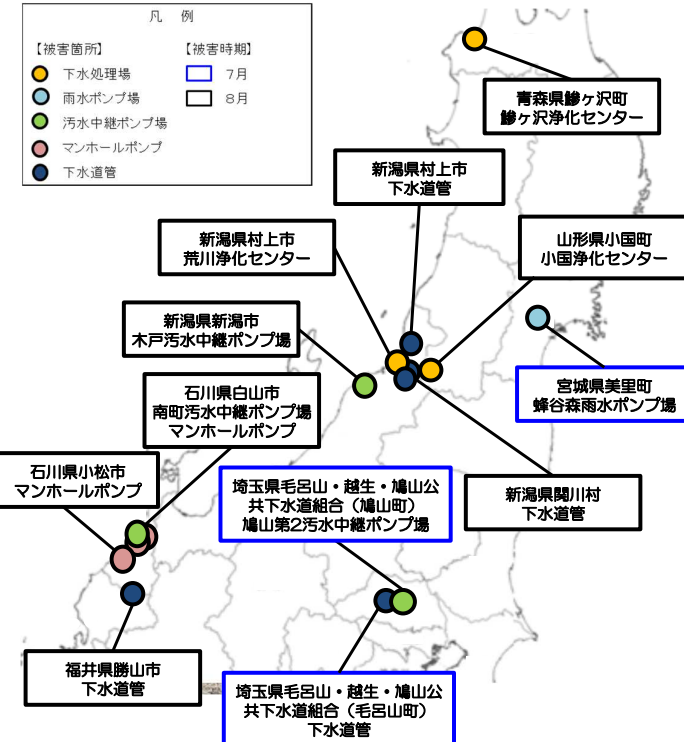 凡 例
【被害箇所】
下水処理場
雨水ポンプ場
汚水中継ポンプ場
マンホールポンプ
下水道管
【被害時期】
7月
8月
青森県鰺ヶ沢町
鰺ヶ沢浄化センター
新潟県村上市
下水道管
新潟県村上市
荒川浄化センター
山形県小国町
小国浄化センター
新潟県新潟市
木戸汚水中継ポンプ場
宮城県美里町
蜂谷森雨水ポンプ場
石川県白山市
南町汚水中継ポンプ場
マンホールポンプ
石川県小松市
マンホールポンプ
埼玉県毛呂山・越生・鳩山公
共下水道組合（鳩山町）
鳩山第2汚水中継ポンプ場
新潟県関川村
下水道管
福井県勝山市
下水道管
埼玉県毛呂山・越生・鳩山公
共下水道組合（毛呂山町）
下水道管